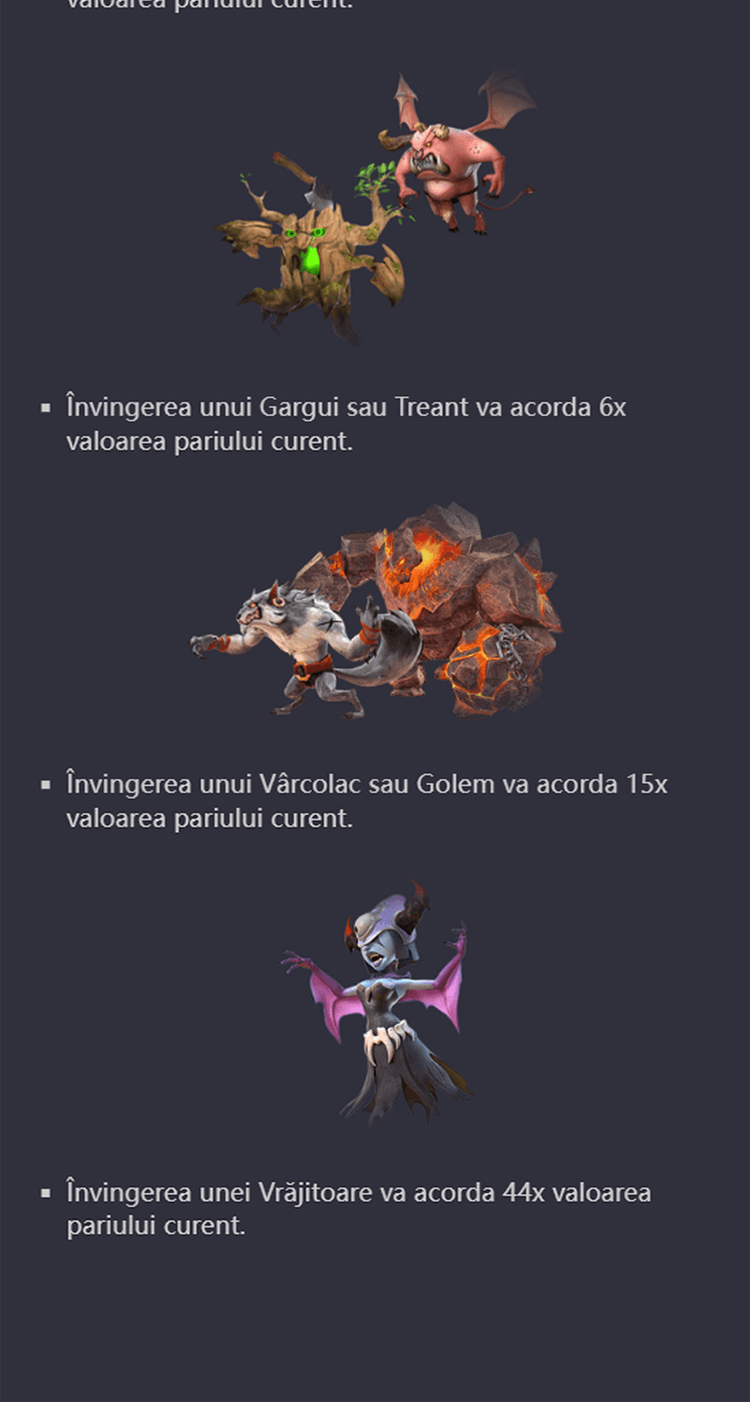 valoarea pariului curent.
▪ Învingerea unui Gargui sau Treant va acorda 6x
valoarea pariului curent.
▪ Învingerea unui Vârcolac sau Golem va acorda 15x
valoarea pariului curent.
▪ Învingerea unei Vrăjitoare va acorda 44x valoarea
pariului curent.